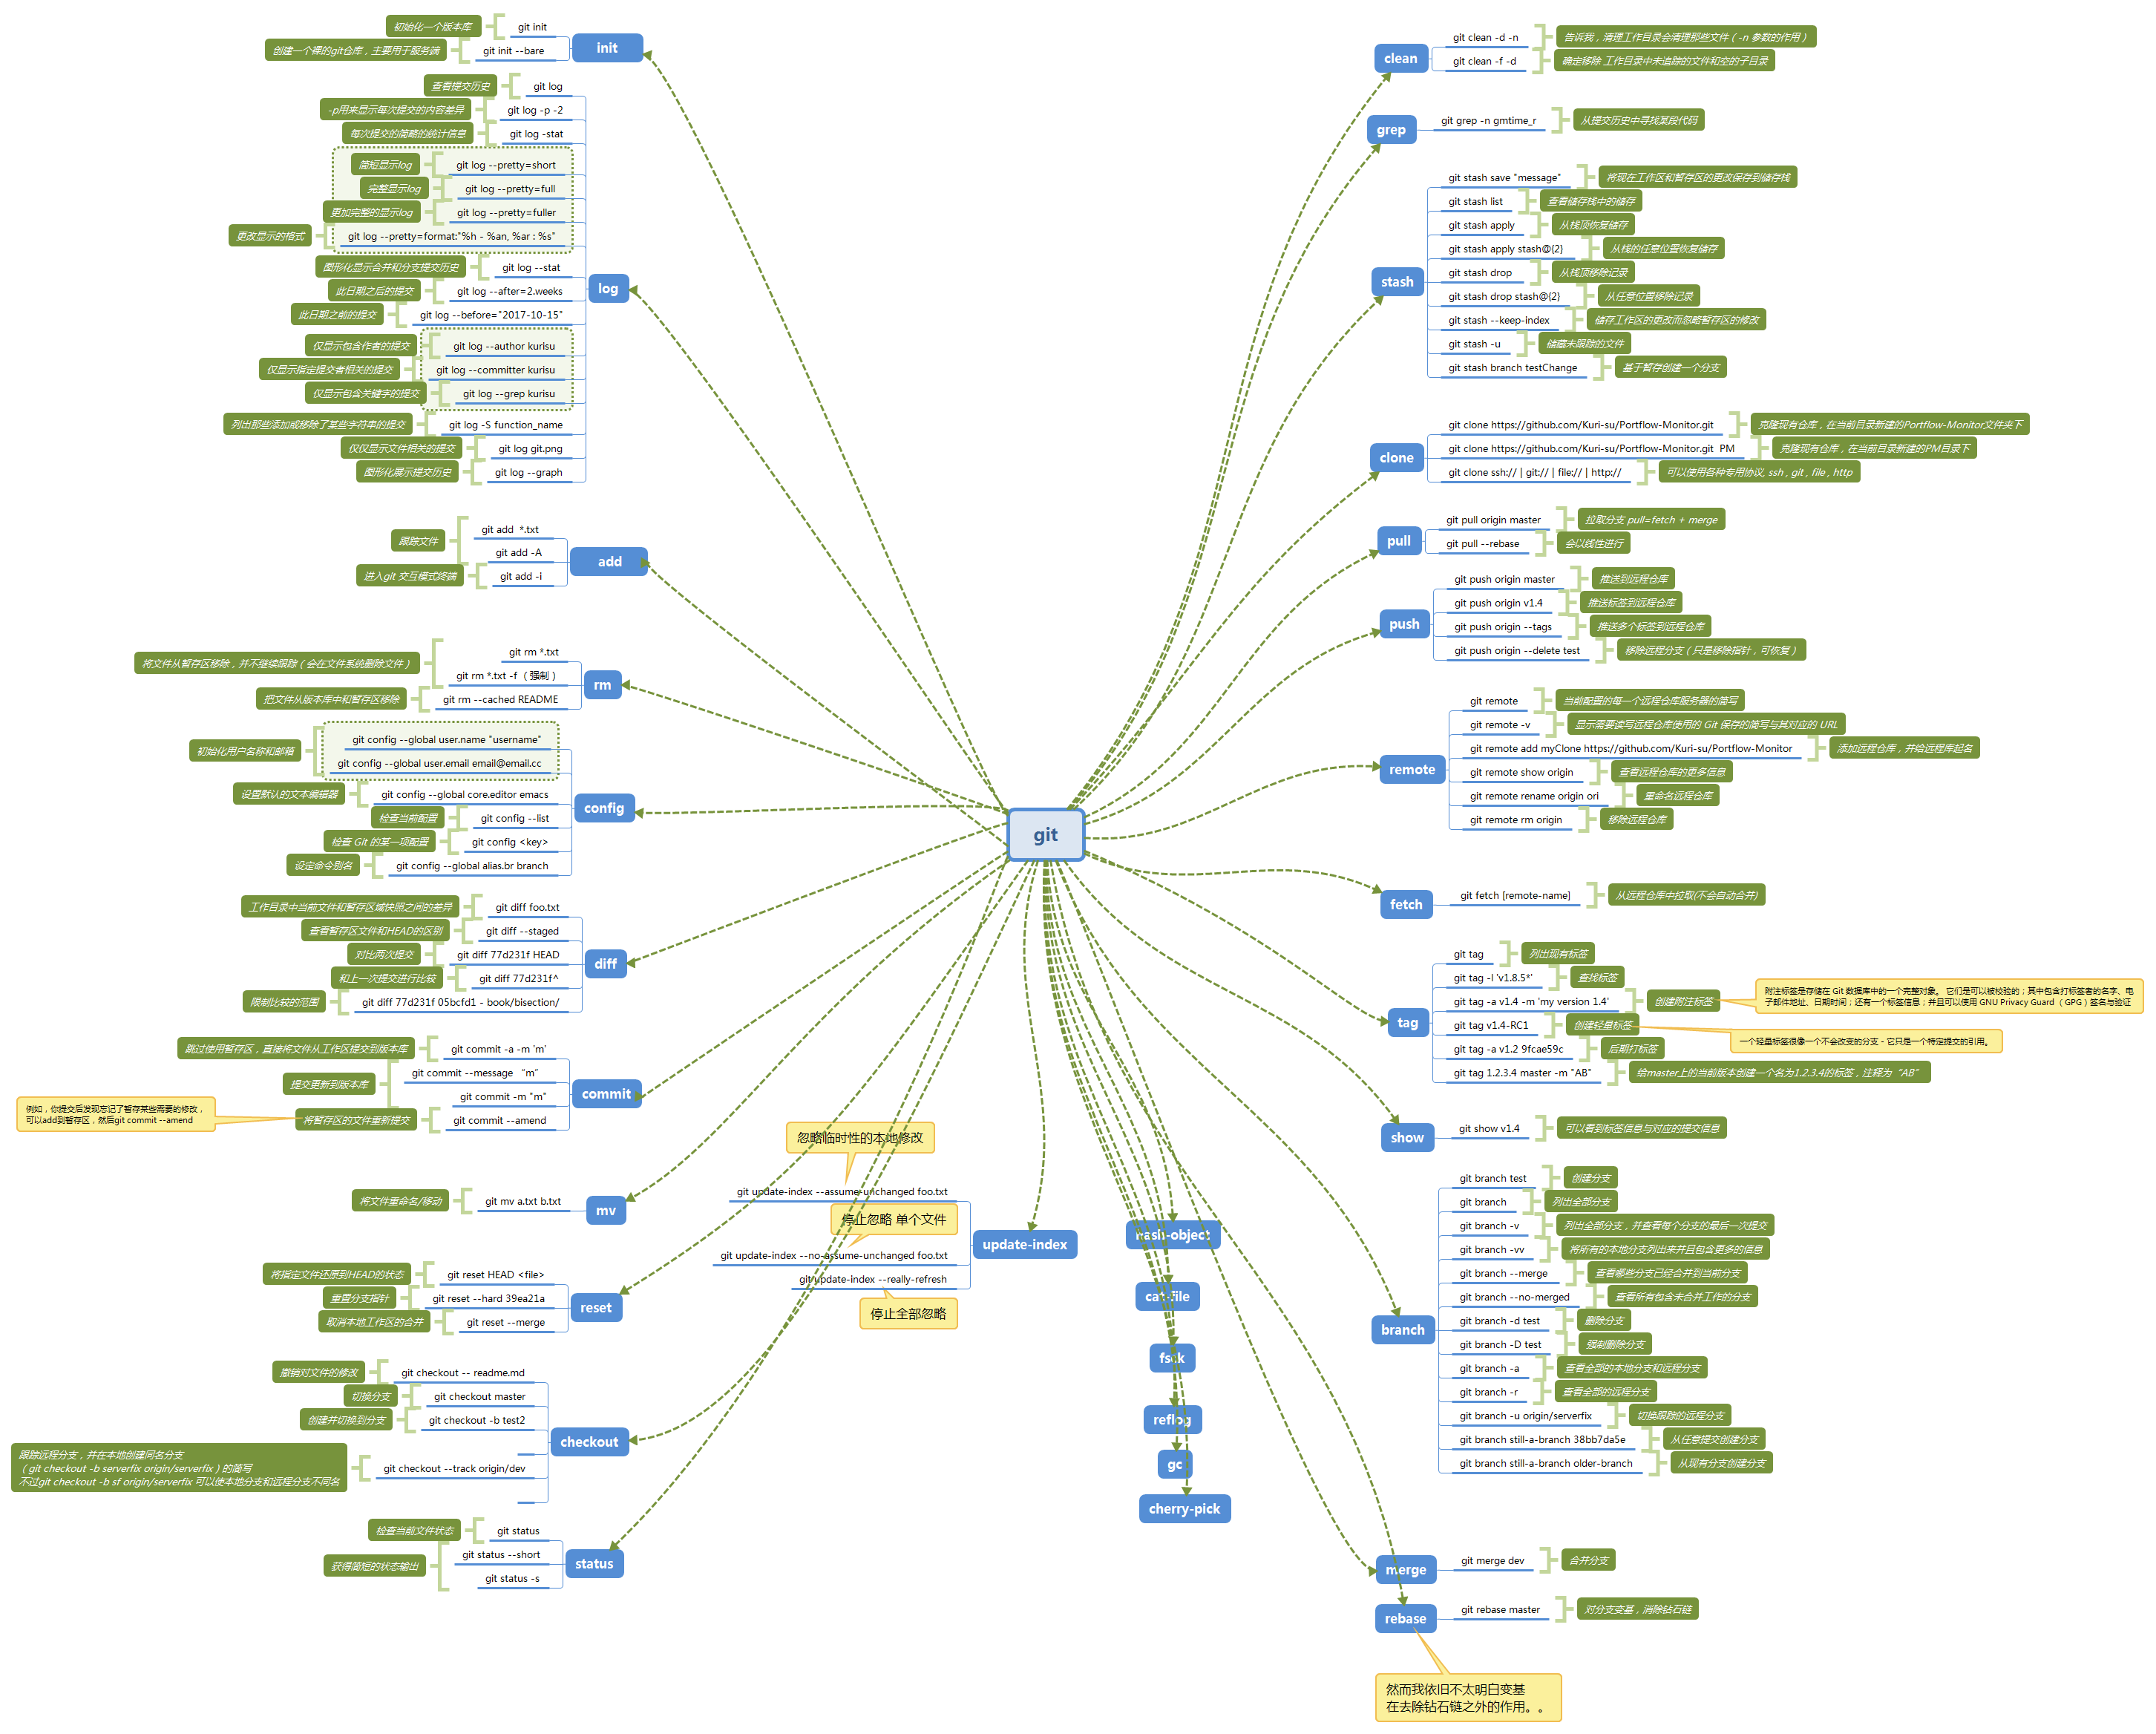 git
init
git init
初始化一个版本库
git init --bare
创建一个裸的git仓库，主要用于服务端
log
git log
查看提交历史
git log -p -2
-p用来显示每次提交的内容差异
git log -stat
每次提交的简略的统计信息
git log --pretty=short
简短显示log
git log --pretty=full
完整显示log
git log --pretty=fuller
更加完整的显示log
git log --pretty=format:"%h - %an, %ar : %s"
更改显示的格式
git log --stat
图形化显示合并和分支提交历史
git log --after=2.weeks
此日期之后的提交
git log --before="2017-10-15"
此日期之前的提交
git log --author kurisu
仅显示包含作者的提交
git log --committer kurisu
仅显示指定提交者相关的提交
git log --grep kurisu
仅显示包含关键字的提交
git log -S function_name
列出那些添加或移除了某些字符串的提交
git log git.png
仅仅显示文件相关的提交
git log --graph
图形化展示提交历史
add
git add *.txt
git add -A
跟踪文件
git add -i
进入git 交互模式终端
rm
git rm *.txt
git rm *.txt -f （强制）
将文件从暂存区移除，并不继续跟踪（会在文件系统删除文件）
git rm --cached README
把文件从版本库中和暂存区移除
config
git config --global user.name "username"
git config --global user.email email@email.cc
初始化用户名称和邮箱
git config --global core.editor emacs
设置默认的文本编辑器
git config --list
检查当前配置
git config <key>
检查 Git 的某一项配置
git config --global alias.br branch
设定命令别名
diff
git diff foo.txt
工作目录中当前文件和暂存区域快照之间的差异
git diff --staged
查看暂存区文件和HEAD的区别
git diff 77d231f HEAD
对比两次提交
git diff 77d231f^
和上一次提交进行比较
git diff 77d231f 05bcfd1 - book/bisection/
限制比较的范围
commit
git commit -a -m 'm'
跳过使用暂存区，直接将文件从工作区提交到版本库
git commit --message “m”
git commit -m "m"
提交更新到版本库
git commit --amend
将暂存区的文件重新提交
例如，你提交后发现忘记了暂存某些需要的修改，
可以add到暂存区，然后git commit --amend
mv
git mv a.txt b.txt
将文件重命名/移动
reset
git reset HEAD <file>
将指定文件还原到HEAD的状态
git reset --hard 39ea21a
重置分支指针
git reset --merge
取消本地工作区的合并
checkout
git checkout -- readme.md
撤销对文件的修改
git checkout master
切换分支
git checkout -b test2
创建并切换到分支
git checkout --track origin/dev
跟踪远程分支，并在本地创建同名分支
（git checkout -b serverfix origin/serverfix）的简写
不过git checkout -b sf origin/serverfix 可以使本地分支和远程分支不同名
status
git status
检查当前文件状态
git status --short
git status -s
获得简短的状态输出
update-index
忽略临时性的本地修改
git update-index --assume-unchanged foo.txt
停止忽略 单个文件
git update-index --no-assume-unchanged foo.txt
git update-index --really-refresh
停止全部忽略
hash-object
cat-file
fsck
reflog
gc
cherry-pick
clean
git clean -d -n
告诉我，清理工作目录会清理那些文件（-n 参数的作用）
git clean -f -d
确定移除 工作目录中未追踪的文件和空的子目录
grep
git grep -n gmtime_r
从提交历史中寻找某段代码
stash
git stash save "message"
将现在工作区和暂存区的更改保存到储存栈
git stash list
查看储存栈中的储存
git stash apply
从栈顶恢复储存
git stash apply stash@{2}
从栈的任意位置恢复储存
git stash drop
从栈顶移除记录
git stash drop stash@{2}
从任意位置移除记录
git stash --keep-index
储存工作区的更改而忽略暂存区的修改
git stash -u
储藏未跟踪的文件
git stash branch testChange
基于暂存创建一个分支
clone
git clone https://github.com/Kuri-su/Portflow-Monitor.git
克隆现有仓库，在当前目录新建的Portflow-Monitor文件夹下
git clone https://github.com/Kuri-su/Portflow-Monitor.git PM
克隆现有仓库，在当前目录新建的PM目录下
git clone ssh:// | git:// | file:// | http://
可以使用各种专用协议, ssh , git , file , http
pull
git pull origin master
拉取分支 pull=fetch + merge
git pull --rebase
会以线性进行
push
git push origin master
推送到远程仓库
git push origin v1.4
推送标签到远程仓库
git push origin --tags
推送多个标签到远程仓库
git push origin --delete test
移除远程分支（只是移除指针，可恢复）
remote
git remote
当前配置的每一个远程仓库服务器的简写
git remote -v
显示需要读写远程仓库使用的 Git 保存的简写与其对应的 URL
git remote add myClone https://github.com/Kuri-su/Portflow-Monitor
添加远程仓库，并给远程库起名
git remote show origin
查看远程仓库的更多信息
git remote rename origin ori
重命名远程仓库
git remote rm origin
移除远程仓库
fetch
git fetch [remote-name]
从远程仓库中拉取(不会自动合并)
tag
git tag
列出现有标签
git tag -l 'v1.8.5*'
查找标签
git tag -a v1.4 -m 'my version 1.4'
创建附注标签
附注标签是存储在 Git 数据库中的一个完整对象。 它们是可以被校验的；其中包含打标签者的名字、电
子邮件地址、日期时间；还有一个标签信息；并且可以使用 GNU Privacy Guard （GPG）签名与验证
git tag v1.4-RC1
创建轻量标签
一个轻量标签很像一个不会改变的分支 - 它只是一个特定提交的引用。
git tag -a v1.2 9fcae59c
后期打标签
git tag 1.2.3.4 master -m "AB"
给master上的当前版本创建一个名为1.2.3.4的标签，注释为“AB”
show
git show v1.4
可以看到标签信息与对应的提交信息
branch
git branch test
创建分支
git branch
列出全部分支
git branch -v
列出全部分支，并查看每个分支的最后一次提交
git branch -vv
将所有的本地分支列出来并且包含更多的信息
git branch --merge
查看哪些分支已经合并到当前分支
git branch --no-merged
查看所有包含未合并工作的分支
git branch -d test
删除分支
git branch -D test
强制删除分支
git branch -a
查看全部的本地分支和远程分支
git branch -r
查看全部的远程分支
git branch -u origin/serverfix
切换跟踪的远程分支
git branch still-a-branch 38bb7da5e
从任意提交创建分支
git branch still-a-branch older-branch
从现有分支创建分支
merge
git merge dev
合并分支
rebase
git rebase master
对分支变基，消除钻石链
然而我依旧不太明白变基
在去除钻石链之外的作用。。